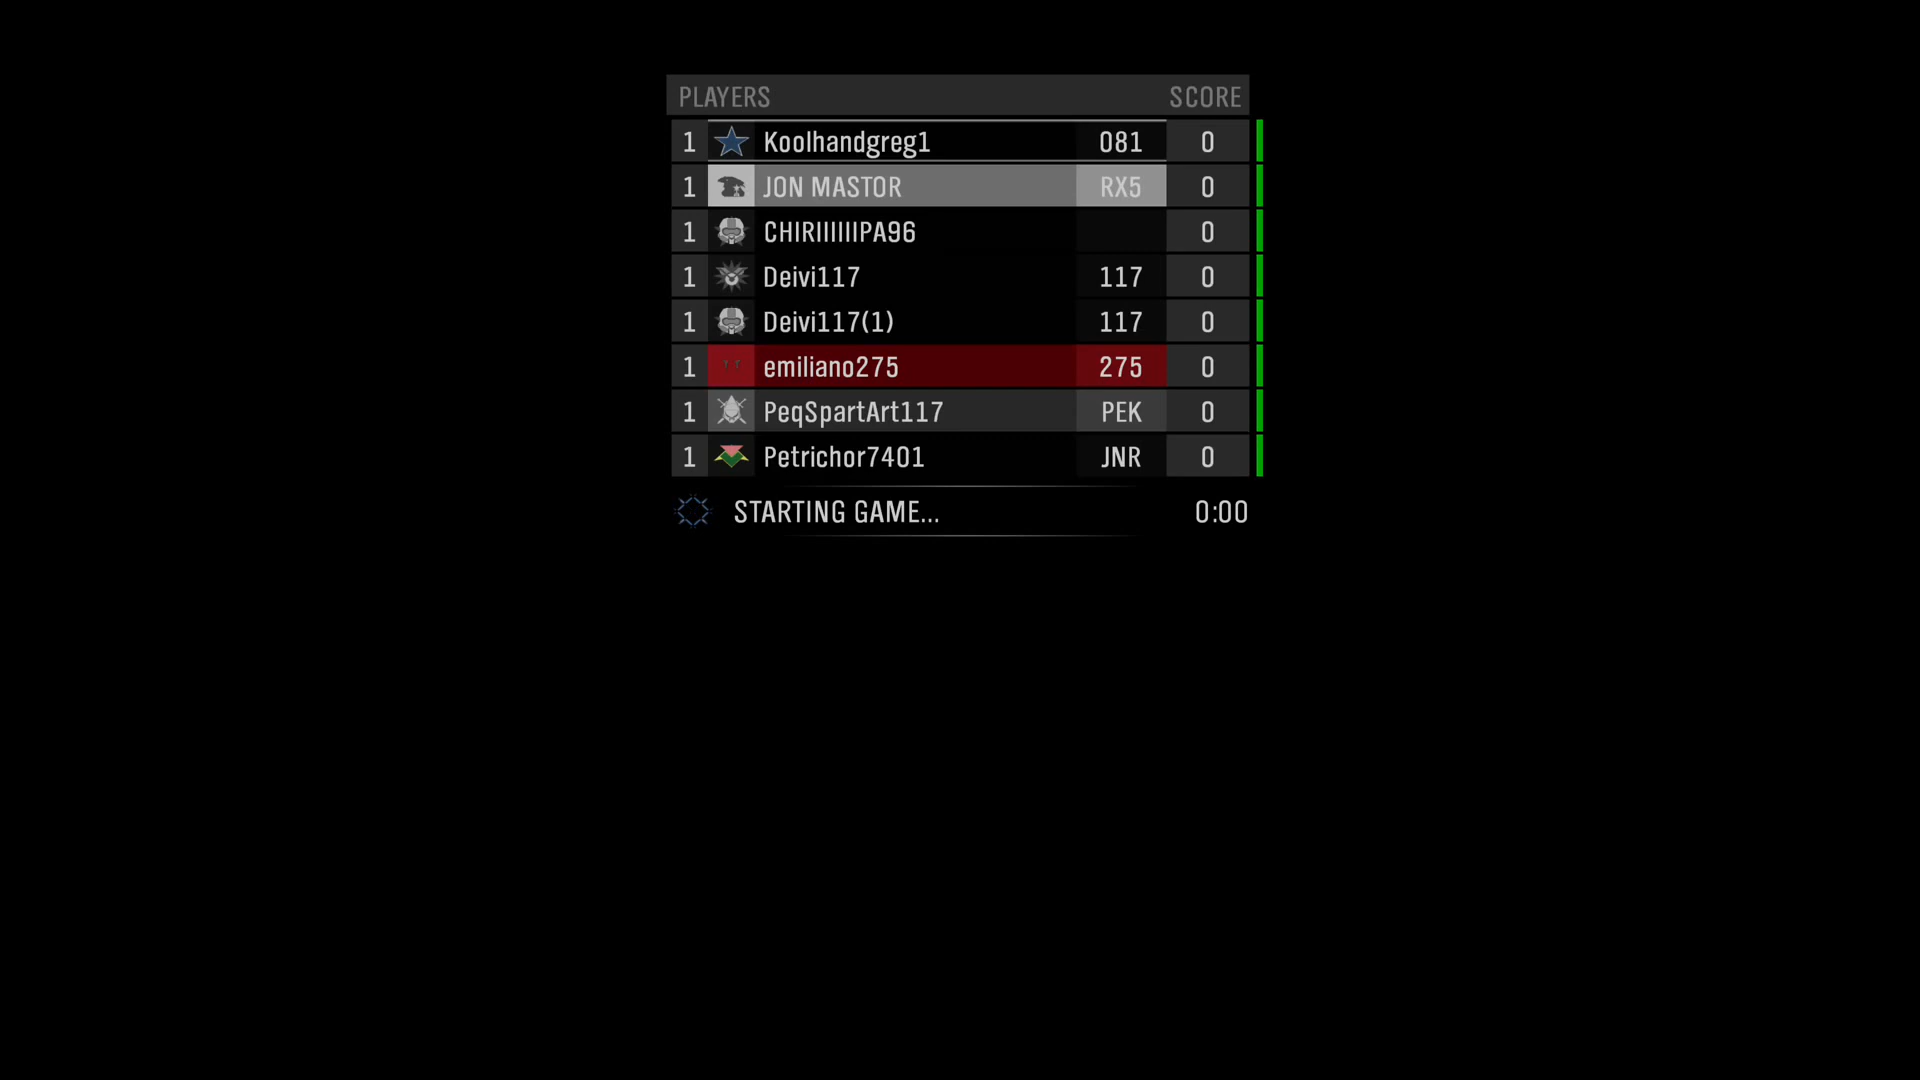 PLAYERS SCORE
1 Koolhandgreg1 081 0
1 JON MASTOR RX5 0
1 CHIRIIIIIIPA96 0
1 Deivi117 117 0
1 Deivi117(1) 117 0
1 emiliano275 275 0
1 PeqSpartArt117 PEK 0
1 Petrichor7401 JNR 0
STARTING GAME... 0:00